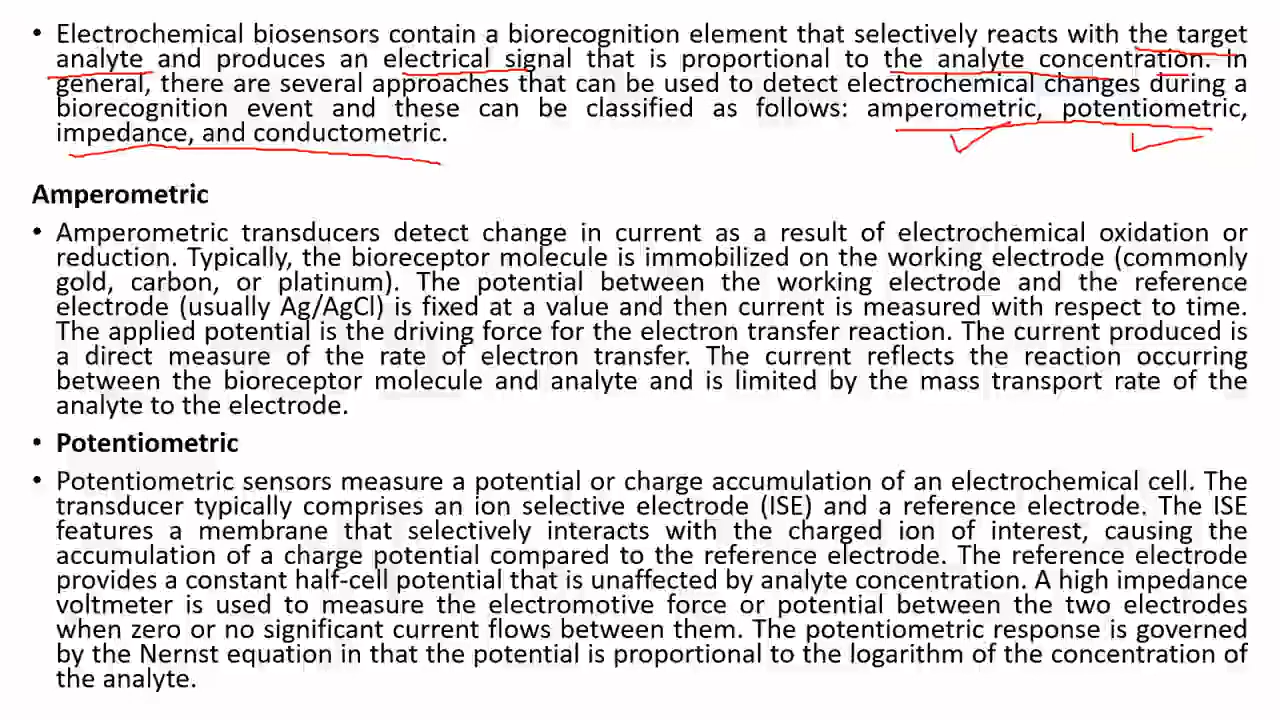 • Electrochemical biosensors contain a biorecognition element that selectively reacts with the target
analyte and produces an electrical signal that is proportional to the analyte concentration. In
general, there are several approaches that can be used to detect electrochemical changes during a
biorecognition event and these can be classified as follows: amperometric, potentiometric,
impedance, and conductometric.
Amperometric
• Amperometric transducers detect change in current as a result of electrochemical oxidation or
reduction. Typically, the bioreceptor molecule is immobilized on the working electrode (commonly
gold, carbon, or platinum). The potential between the working electrode and the reference
electrode (usually Ag/AgCl) is fixed at a value and then current is measured with respect to time.
The applied potential is the driving force for the electron transfer reaction. The current produced is
a direct measure of the rate of electron transfer. The current reflects the reaction occurring
between the bioreceptor molecule and analyte and is limited by the mass transport rate of the
analyte to the electrode.
• Potentiometric
• Potentiometric sensors measure a potential or charge accumulation of an electrochemical cell. The
transducer typically comprises an ion selective electrode (ISE) and a reference electrode. The ISE
features a membrane that selectively interacts with the charged ion of interest, causing the
accumulation of a charge potential compared to the reference electrode. The reference electrode
provides a constant half-cell potential that is unaffected by analyte concentration. A high impedance
voltmeter is used to measure the electromotive force or potential between the two electrodes
when zero or no significant current flows between them. The potentiometric response is governed
by the Nernst equation in that the potential is proportional to the logarithm of the concentration of
the analyte.